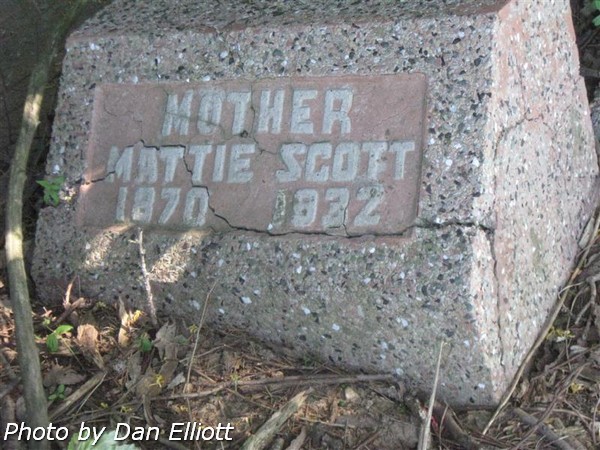 MOTHER
MATTIE SCOTT
1870 1932
Photo by Dan Elliott